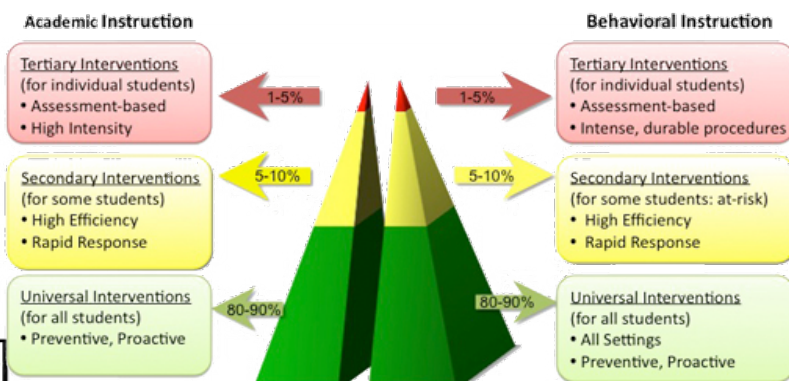 Academic Instruction
Tertiary Interventions
(for individual students)
• Assessment-based
• High Intensity
1-5%
Secondary Interventions
(for some students)
• High Efficiency
• Rapid Response
5-10%
Universal Interventions
(for all students)
• Preventive, Proactive
80-90%
Behavioral Instruction
1-5%
Tertiary Interventions
(for individual students)
• Assessment-based
• Intense, durable procedures
5-10%
Secondary Interventions
(for some students: at-risk)
• High Efficiency
• Rapid Response
80-90%
Universal Interventions
(for all students)
• All Settings
• Preventive, Proactive